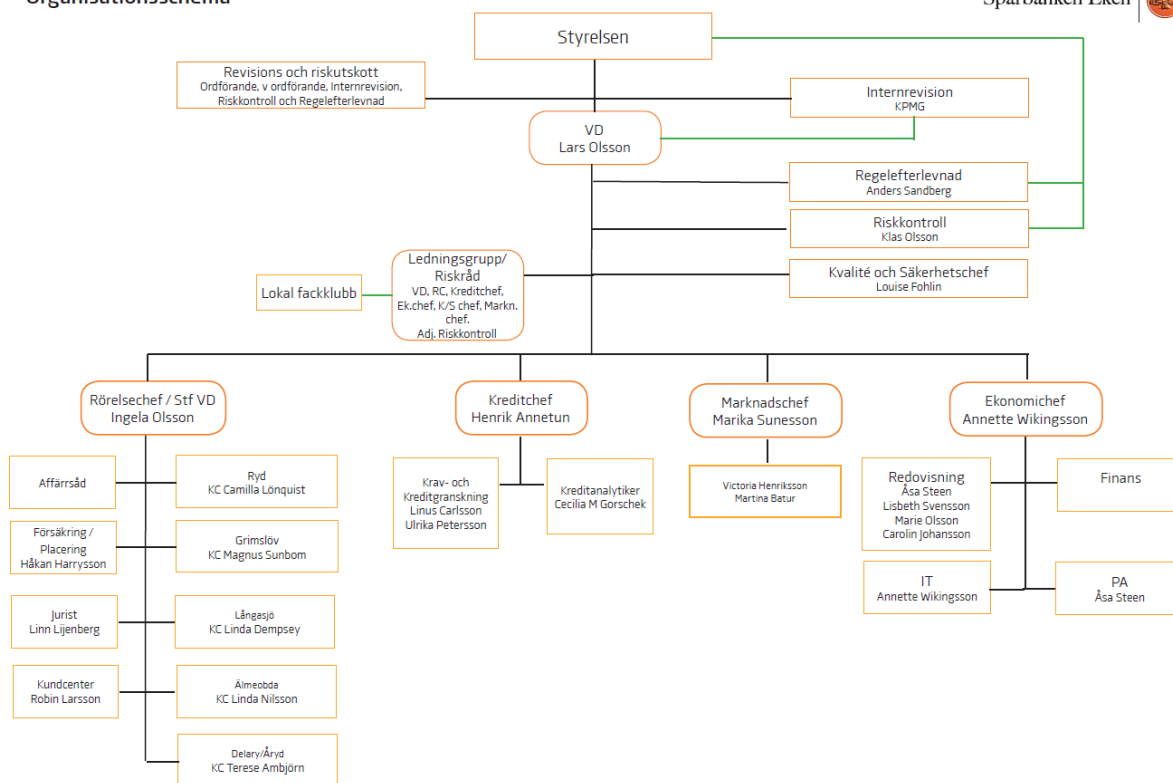 Organisationsschema
Sparbanken Eken
Styrelsen
Revisions och riskutskott
Ordförande, v ordförande, Internrevision,
Riskkontroll och Regelefterlevnad
Internrevision
KPMG
VD
Lars Olsson
Regelefterlevnad
Anders Sandberg
Riskkontroll
Klas Olsson
Ledningsgrupp/
Riskråd
VD, RC, Kreditchef,
Ek.chef, K/S chef, Markn.
chef.
Adj. Riskkontroll
Lokal fackklubb
Kvalité och Säkerhetschef
Louise Fohlin
Rörelsechef / Stf VD
Ingela Olsson
Kreditchef
Henrik Annetun
Marknadschef
Marika Sunesson
Ekonomichef
Annette Wikingsson
Affärrsåd
Ryd
KC Camilla Lönquist
Försäkring /
Placering
Håkan Harrysson
Grimslöv
KC Magnus Sunbom
Jurist
Linn Lijenberg
Långasjö
KC Linda Dempsey
Kundcenter
Robin Larsson
Älmeobda
KC Linda Nilsson
Delary/Åryd
KC Terese Ambjörn
Krav- och
Kreditgranskning
Linus Carlsson
Ulrika Petersson
Kreditanalytiker
Cecilia M Gorschek
Victoria Henriksson
Martina Batur
Redovisning
Åsa Steen
Lisbeth Svensson
Marie Olsson
Carolin Johansson
Finans
IT
Annette Wikingsson
PA
Åsa Steen